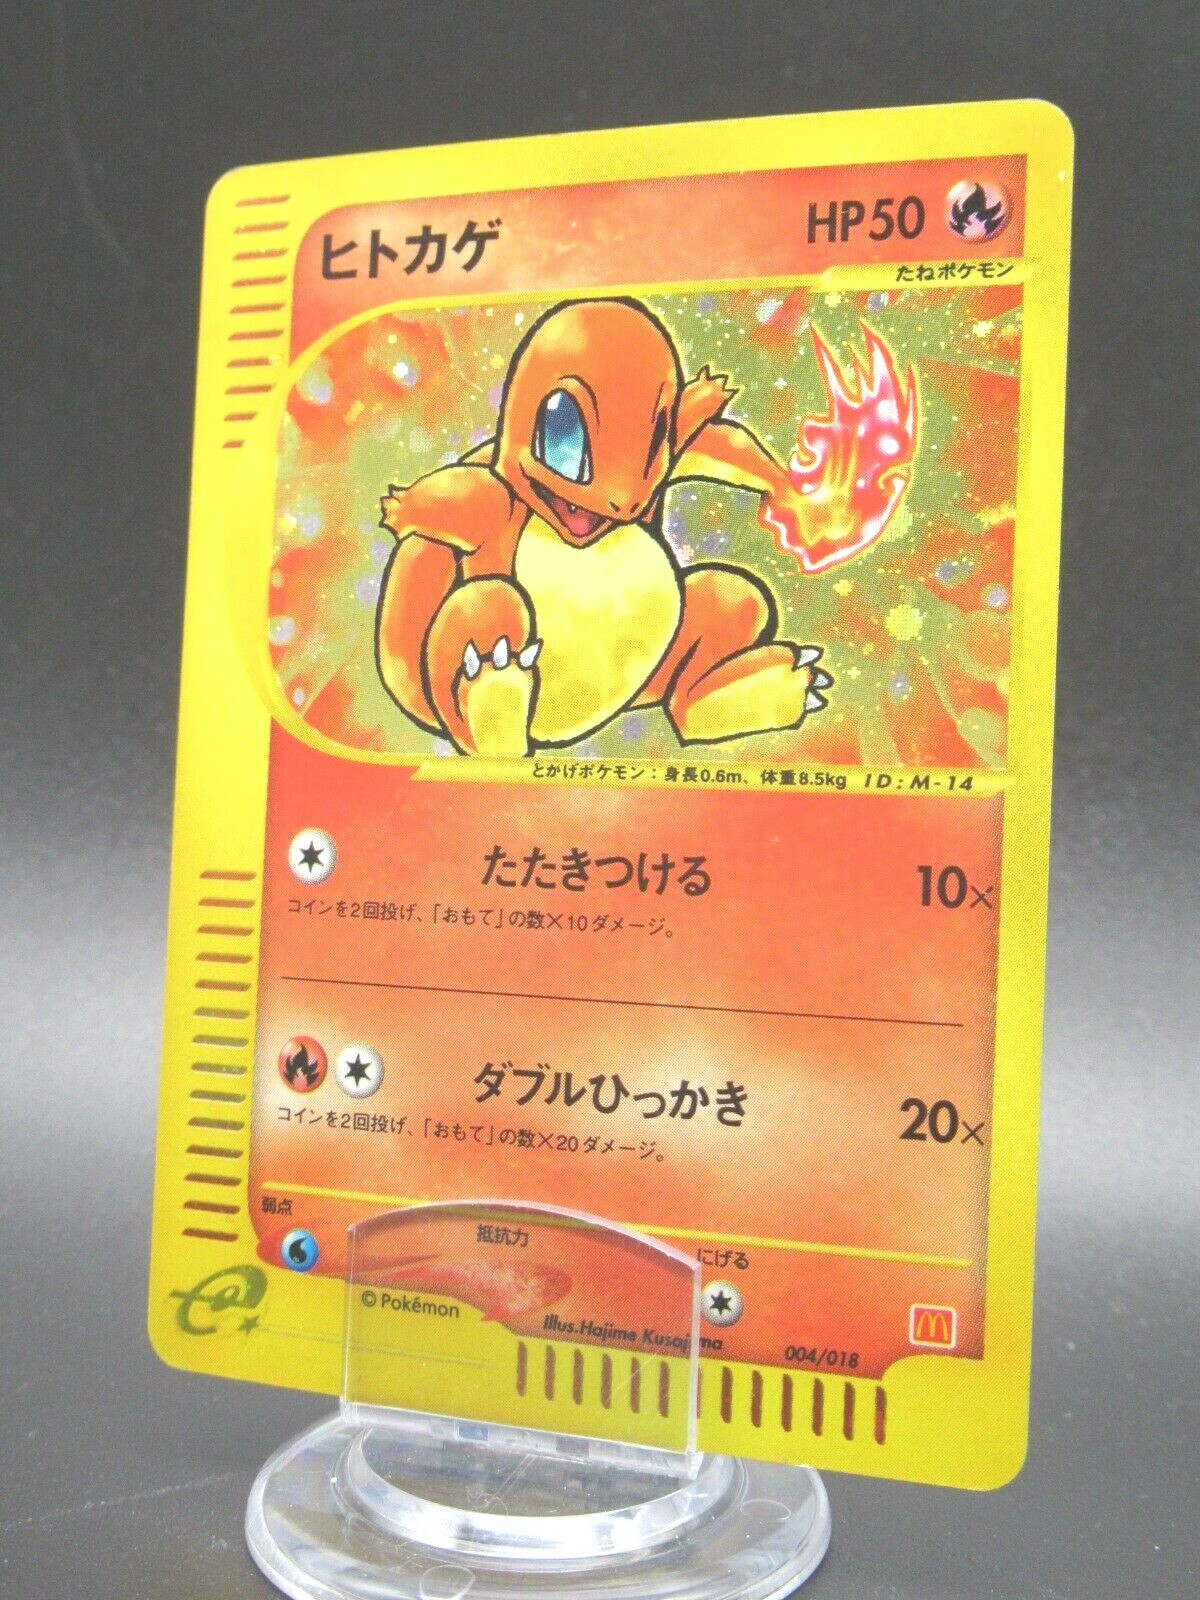 ヒトカゲ HP50
たねポケモン
とかげポケモン：身長0.6m、体重8.5kg ID:M-14
たたきつける 10×
コインを2回投げ、「おもて」の数×10ダメージ。
ダブルひっかき 20×
コインを2回投げ、「おもて」の数×20ダメージ。
弱点 抵抗力 にげる
©Pokémon Illus.Hajime Kusajima 004/018